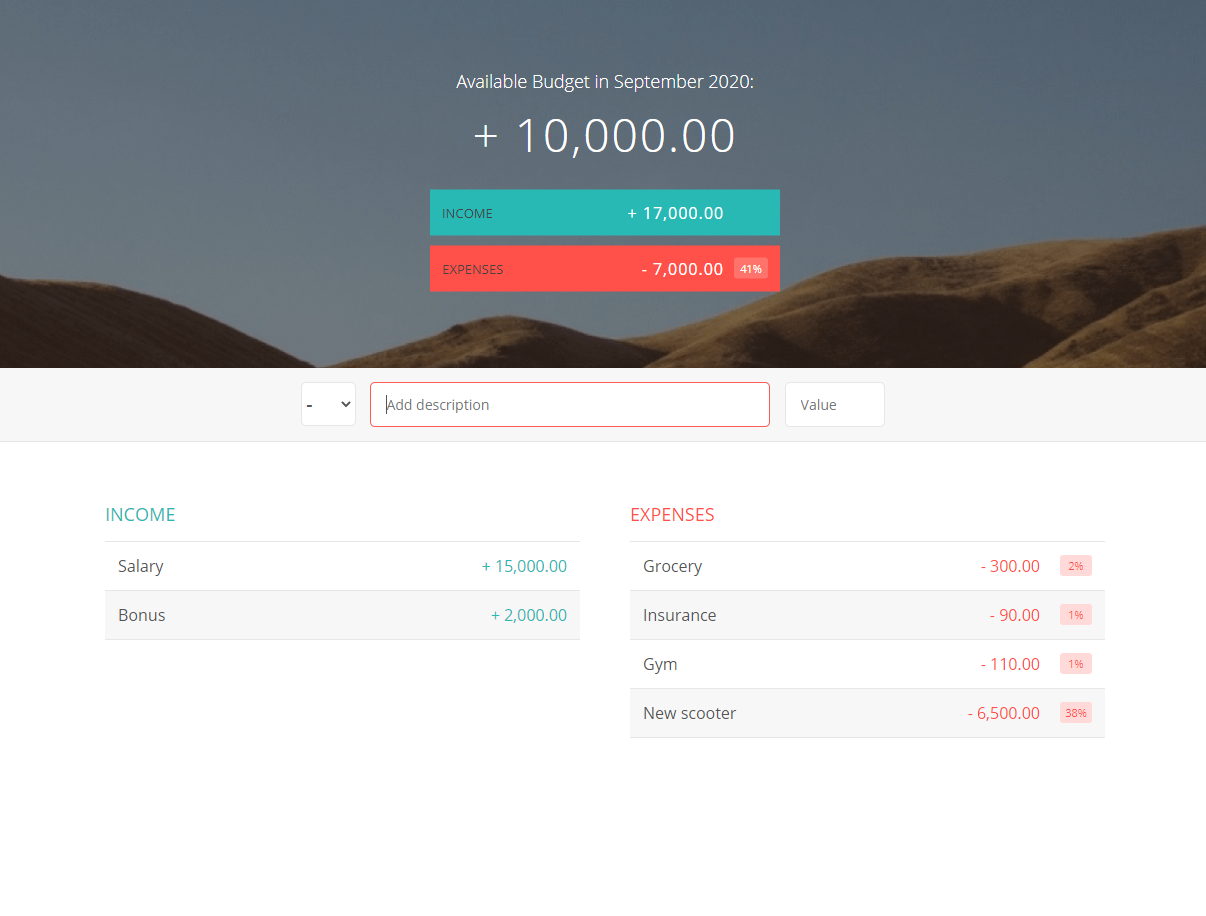 Available Budget in September 2020:
+ 10,000.00
INCOME + 17,000.00
EXPENSES - 7,000.00 41%
- Add description Value
INCOME
Salary + 15,000.00
Bonus + 2,000.00
EXPENSES
Grocery - 300.00 2%
Insurance - 90.00 1%
Gym - 110.00 1%
New scooter - 6,500.00 38%